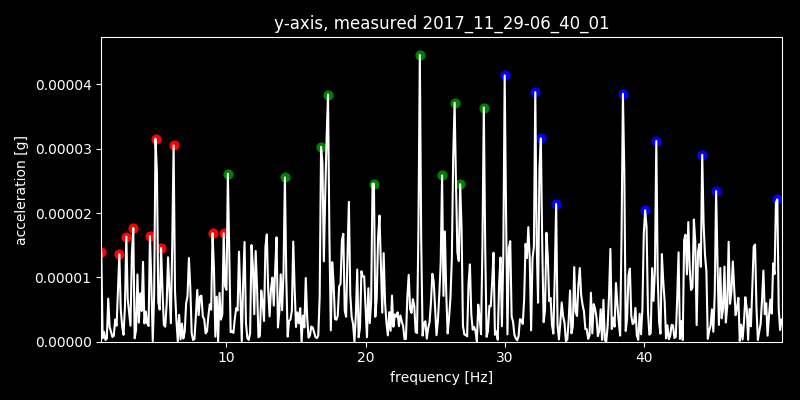 y-axis, measured 2017_11_29-06_40_01
0.00004
0.00003
0.00002
0.00001
0.00000
acceleration [g]
10 20 30 40
frequency [Hz]